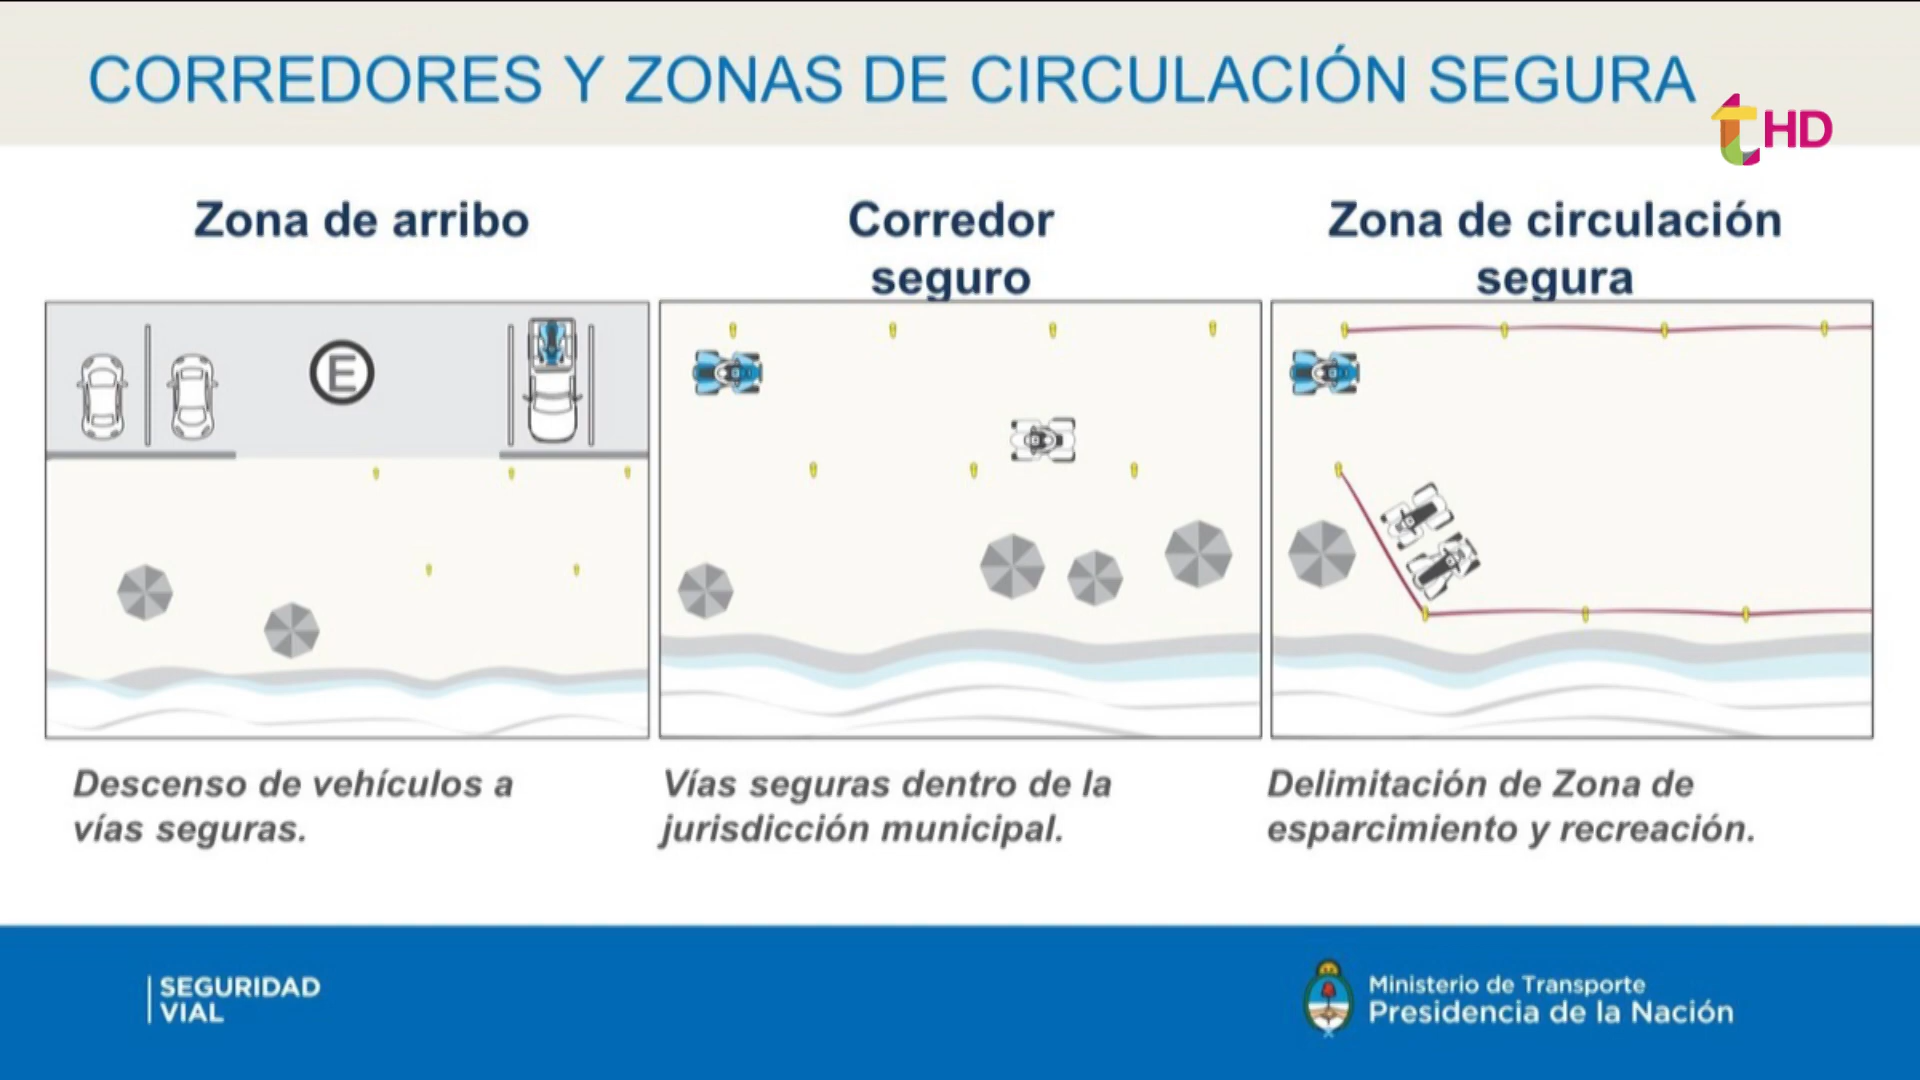 CORREDORES Y ZONAS DE CIRCULACIÓN SEGURA
t HD
Zona de arribo
Corredor
seguro
Zona de circulación
segura
E
Descenso de vehículos a
vías seguras.
Vías seguras dentro de la
jurisdicción municipal.
Delimitación de Zona de
esparcimiento y recreación.
SEGURIDAD
VIAL
Ministerio de Transporte
Presidencia de la Nación